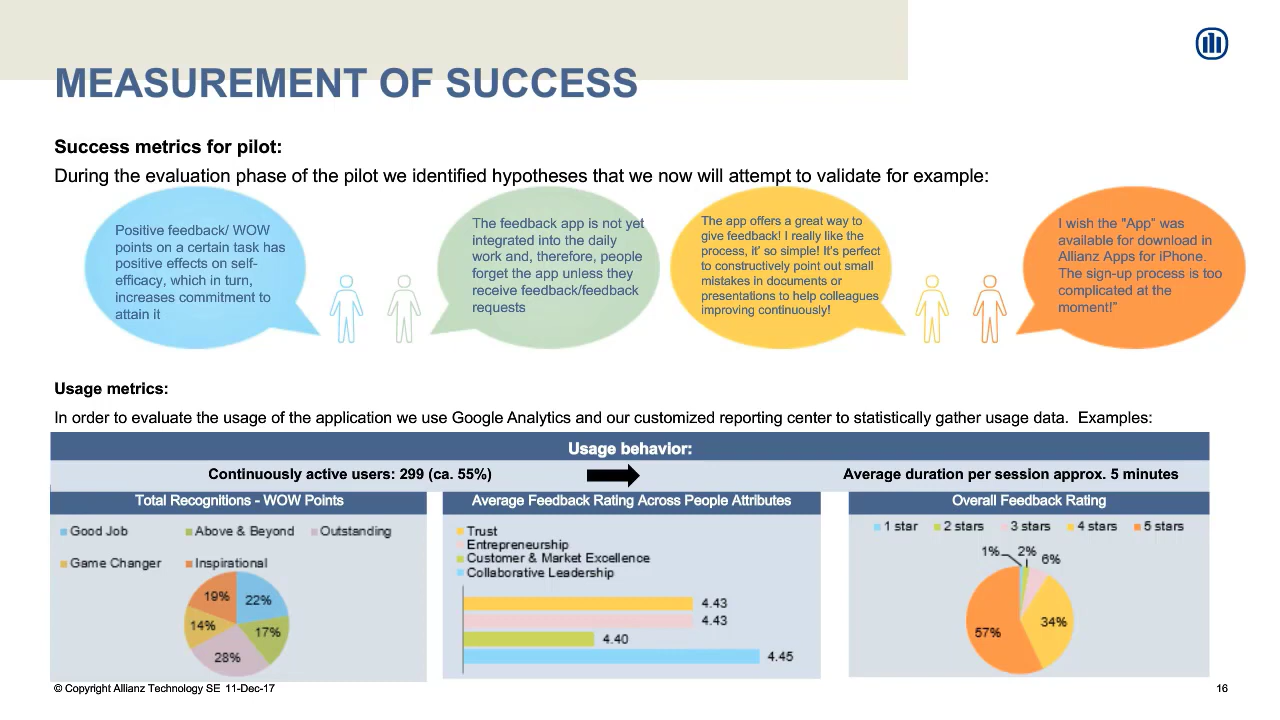 MEASUREMENT OF SUCCESS
Success metrics for pilot:
During the evaluation phase of the pilot we identified hypotheses that we now will attempt to validate for example:
Positive feedback/ WOW
points on a certain task has
positive effects on self-
efficacy, which in turn,
increases commitment to
attain it
The feedback app is not yet
integrated into the daily
work and, therefore, people
forget the app unless they
receive feedback/feedback
requests
The app offers a great way to
give feedback! I really like the
process, it' so simple! It's perfect
to constructively point out small
mistakes in documents or
presentations to help colleagues
improving continuously!
I wish the "App" was
available for download in
Allianz Apps for iPhone.
The sign-up process is too
complicated at the
moment!"
Usage metrics:
In order to evaluate the usage of the application we use Google Analytics and our customized reporting center to statistically gather usage data. Examples:
Usage behavior:
Continuously active users: 299 (ca. 55%)
Average duration per session approx. 5 minutes
Total Recognitions - WOW Points
Good Job
Above & Beyond
Outstanding
Game Changer
Inspirational
19%
22%
14%
17%
28%
Average Feedback Rating Across People Attributes
Trust
Entrepreneurship
Customer & Market Excellence
Collaborative Leadership
4.43
4.43
4.40
4.45
Overall Feedback Rating
1 star
2 stars
3 stars
4 stars
5 stars
1%
2%
6%
34%
57%
© Copyright Allianz Technology SE 11-Dec-17
16